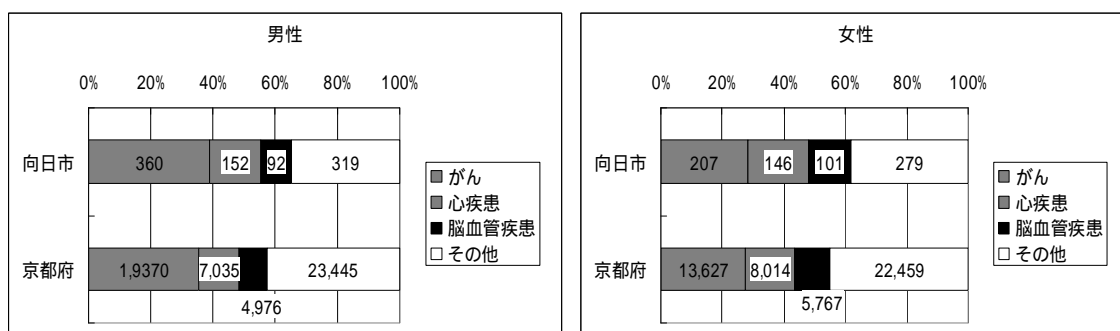 男性
0% 20% 40% 60% 80% 100%
向日市 360 152 92 319
京都府 1,9370 7,035 23,445
4,976
がん
心疾患
脳血管疾患
その他
女性
0% 20% 40% 60% 80% 100%
向日市 207 146 101 279
京都府 13,627 8,014 22,459
5,767
がん
心疾患
脳血管疾患
その他